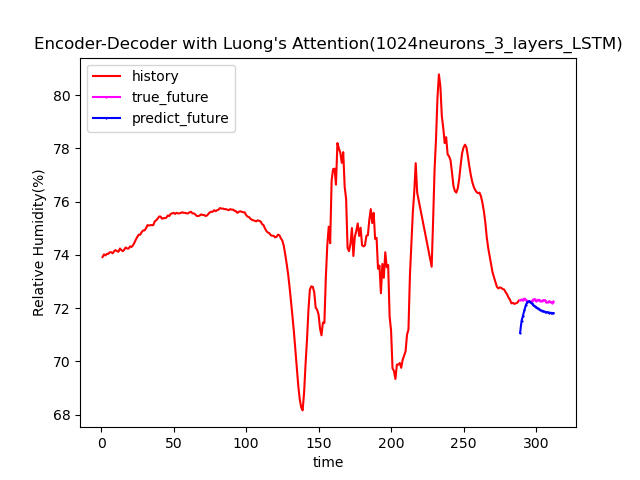 Encoder-Decoder with Luong's Attention(1024neurons_3_layers_LSTM)
history
true_future
predict_future
Relative Humidity(%)
80
78
76
74
72
70
68
0 50 100 150 200 250 300
time